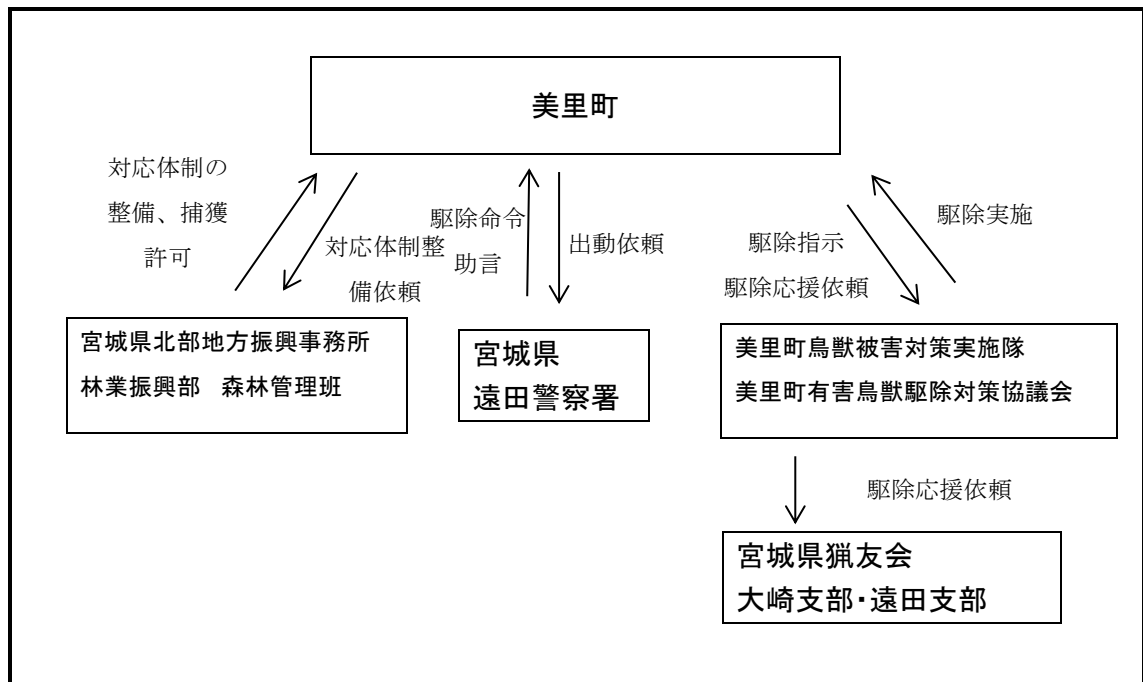 美里町
対応体制の
整備、捕獲
許可
対応体制整
備依頼
駆除命令
助言
出動依頼
駆除指示
駆除応援依頼
駆除実施
宮城県北部地方振興事務所
林業振興部　森林管理班
宮城県
遠田警察署
美里町鳥獣被害対策実施隊
美里町有害鳥獣駆除対策協議会
駆除応援依頼
宮城県猟友会
大崎支部・遠田支部